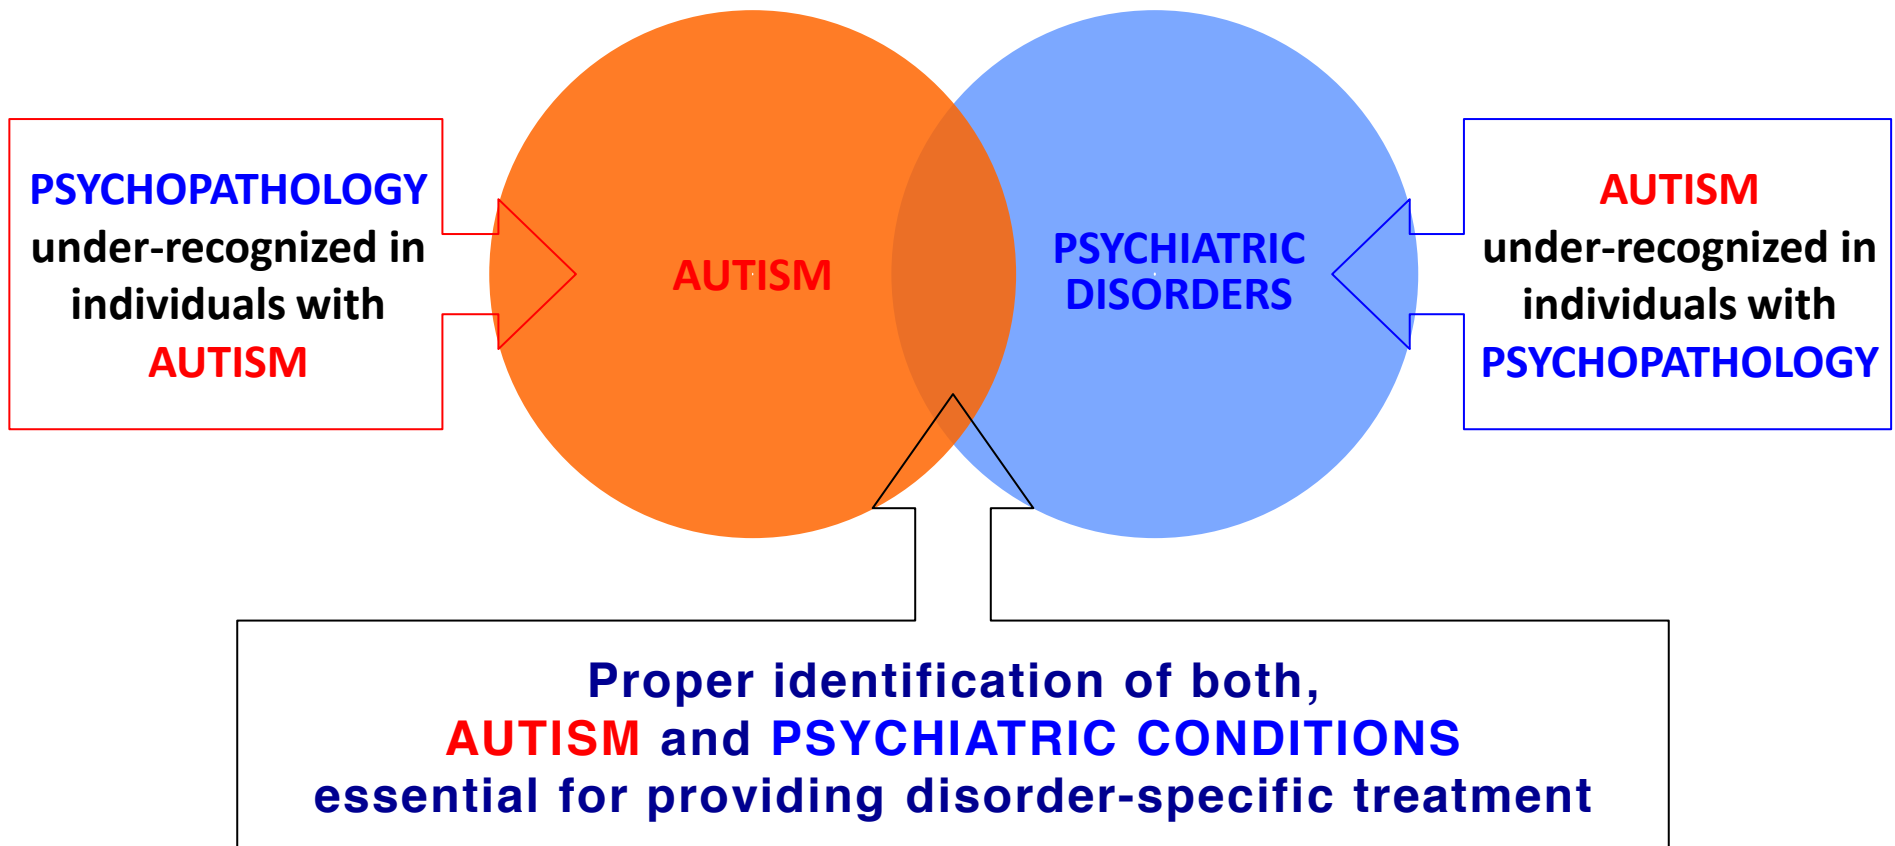 PSYCHOPATHOLOGY
under-recognized in
individuals with
AUTISM
AUTISM
PSYCHIATRIC
DISORDERS
AUTISM
under-recognized in
individuals with
PSYCHOPATHOLOGY
Proper identification of both,
AUTISM and PSYCHIATRIC CONDITIONS
essential for providing disorder-specific treatment